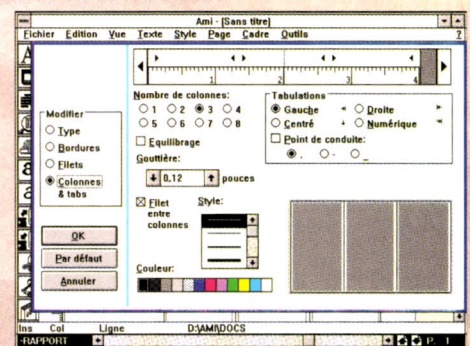 Ami - [Sans titre]
Fichier Edition Vue Texte Style Page Cadre Outils ?
1 2 3 4
Nombre de colonnes:
1 2 3 4
5 6 7 8
Equilibrage
Gouttière:
0,12 pouces
Filet entre colonnes
Style:
Couleur:
Tabulations
Gauche Droite
Centré Numérique
Point de conduite:
. - _
Modifier
Type
Bordures
Filets
Colonnes & tabs
OK
Par défaut
Annuler
Ins Col Ligne D:\AMI\DOCS
RAPPORT P. 1